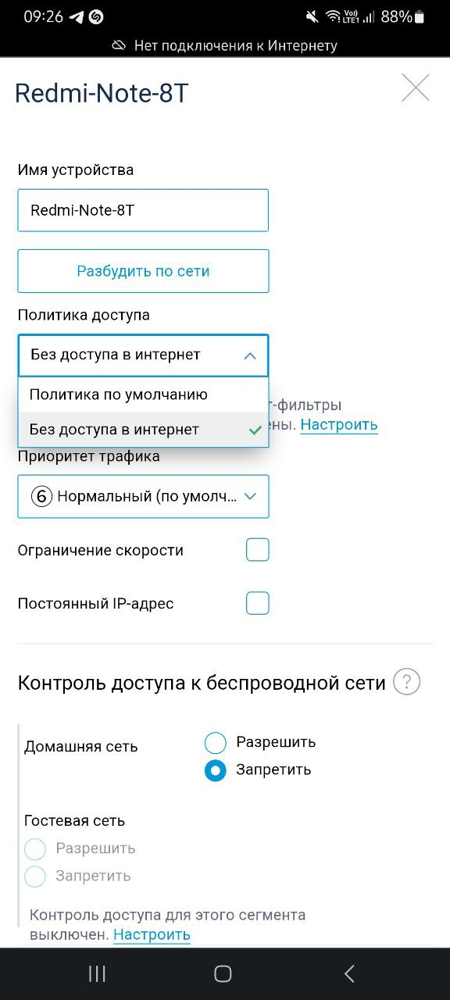 09:26
LTE1 88%
Нет подключения к Интернету
Redmi-Note-8T
Имя устройства
Redmi-Note-8T
Разбудить по сети
Политика доступа
Без доступа в интернет
Политика по умолчанию
т-фильтры
Без доступа в интернет
ены. Настроить
Приоритет трафика
6 Нормальный (по умолч...
Ограничение скорости
Постоянный IP-адрес
Контроль доступа к беспроводной сети ?
Домашняя сеть
Разрешить
Запретить
Гостевая сеть
Разрешить
Запретить
Контроль доступа для этого сегмента
выключен. Настроить